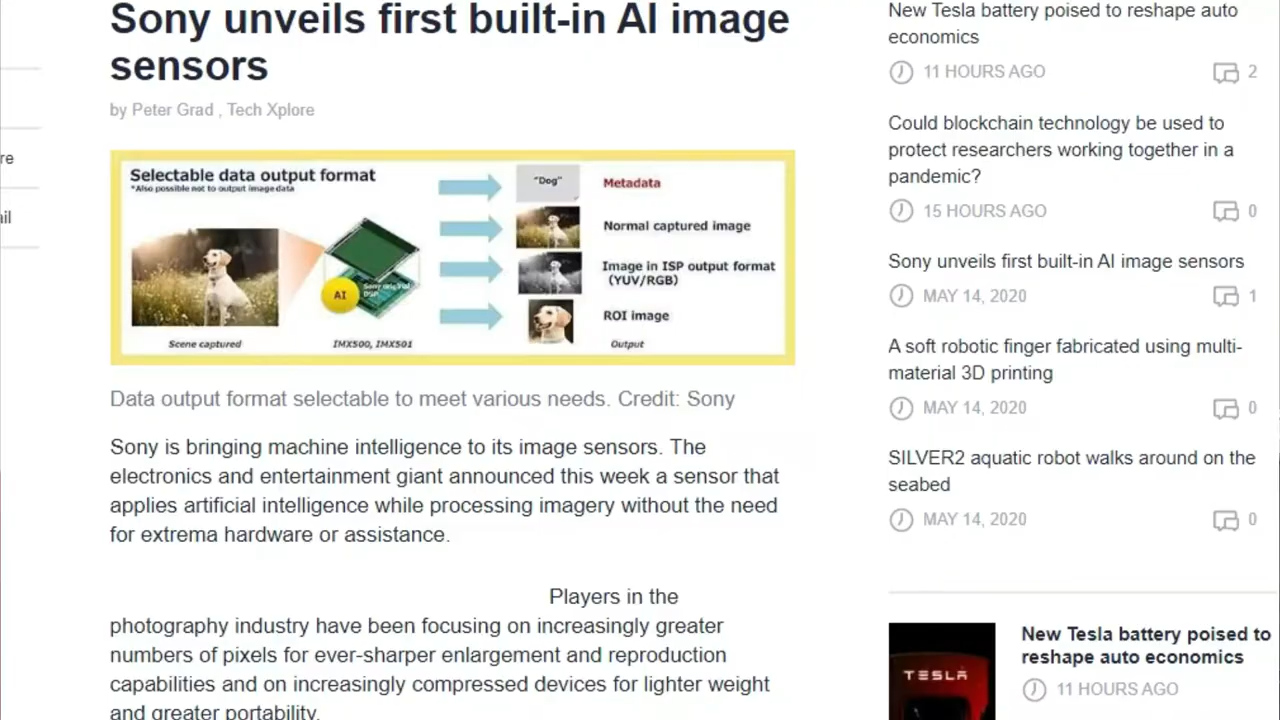 Sony unveils first built-in AI image
sensors
by Peter Grad , Tech Xplore
Selectable data output format
*Also possible not to output image data
"Dog"
Metadata
Normal captured image
Image in ISP output format
(YUV/RGB)
ROI image
AI
Sony original
DSP
Scene captured
IMX500, IMX501
Output
Data output format selectable to meet various needs. Credit: Sony
Sony is bringing machine intelligence to its image sensors. The
electronics and entertainment giant announced this week a sensor that
applies artificial intelligence while processing imagery without the need
for extrema hardware or assistance.
Players in the
photography industry have been focusing on increasingly greater
numbers of pixels for ever-sharper enlargement and reproduction
capabilities and on increasingly compressed devices for lighter weight
and greater portability.
re
il
New Tesla battery poised to reshape auto
economics
11 HOURS AGO 2
Could blockchain technology be used to
protect researchers working together in a
pandemic?
15 HOURS AGO 0
Sony unveils first built-in AI image sensors
MAY 14, 2020 1
A soft robotic finger fabricated using multi-
material 3D printing
MAY 14, 2020 0
SILVER2 aquatic robot walks around on the
seabed
MAY 14, 2020 0
TESLA
New Tesla battery poised to
reshape auto economics
11 HOURS AGO